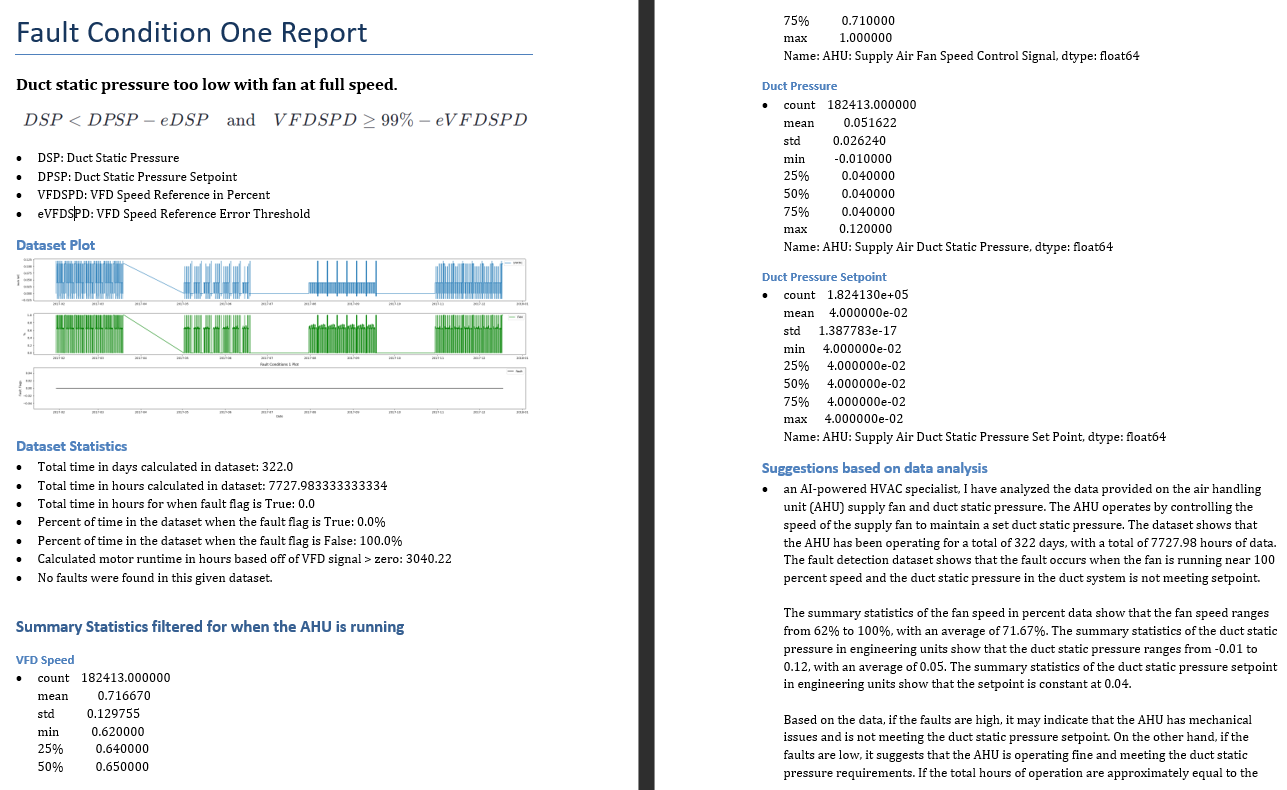 Fault Condition One Report
Duct static pressure too low with fan at full speed.
DSP < DPSP − eDSP and VFDSPD ≥ 99% − eVFDSPD
• DSP: Duct Static Pressure
• DPSP: Duct Static Pressure Setpoint
• VFDSPD: VFD Speed Reference in Percent
• eVFDSPD: VFD Speed Reference Error Threshold
Dataset Plot
Fault Conditions 1 Plot
Dataset Statistics
• Total time in days calculated in dataset: 322.0
• Total time in hours calculated in dataset: 7727.983333333334
• Total time in hours for when fault flag is True: 0.0
• Percent of time in the dataset when the fault flag is True: 0.0%
• Percent of time in the dataset when the fault flag is False: 100.0%
• Calculated motor runtime in hours based off of VFD signal > zero: 3040.22
• No faults were found in this given dataset.
Summary Statistics filtered for when the AHU is running
VFD Speed
• count 182413.000000
mean 0.716670
std 0.129755
min 0.620000
25% 0.640000
50% 0.650000
75% 0.710000
max 1.000000
Name: AHU: Supply Air Fan Speed Control Signal, dtype: float64
Duct Pressure
• count 182413.000000
mean 0.051622
std 0.026240
min -0.010000
25% 0.040000
50% 0.040000
75% 0.040000
max 0.120000
Name: AHU: Supply Air Duct Static Pressure, dtype: float64
Duct Pressure Setpoint
• count 1.824130e+05
mean 4.000000e-02
std 1.387783e-17
min 4.000000e-02
25% 4.000000e-02
50% 4.000000e-02
75% 4.000000e-02
max 4.000000e-02
Name: AHU: Supply Air Duct Static Pressure Set Point, dtype: float64
Suggestions based on data analysis
• an AI-powered HVAC specialist, I have analyzed the data provided on the air handling
unit (AHU) supply fan and duct static pressure. The AHU operates by controlling the
speed of the supply fan to maintain a set duct static pressure. The dataset shows that
the AHU has been operating for a total of 322 days, with a total of 7727.98 hours of data.
The fault detection dataset shows that the fault occurs when the fan is running near 100
percent speed and the duct static pressure in the duct system is not meeting setpoint.
The summary statistics of the fan speed in percent data show that the fan speed ranges
from 62% to 100%, with an average of 71.67%. The summary statistics of the duct static
pressure in engineering units show that the duct static pressure ranges from -0.01 to
0.12, with an average of 0.05. The summary statistics of the duct static pressure setpoint
in engineering units show that the setpoint is constant at 0.04.
Based on the data, if the faults are high, it may indicate that the AHU has mechanical
issues and is not meeting the duct static pressure setpoint. On the other hand, if the
faults are low, it suggests that the AHU is operating fine and meeting the duct static
pressure requirements. If the total hours of operation are approximately equal to the